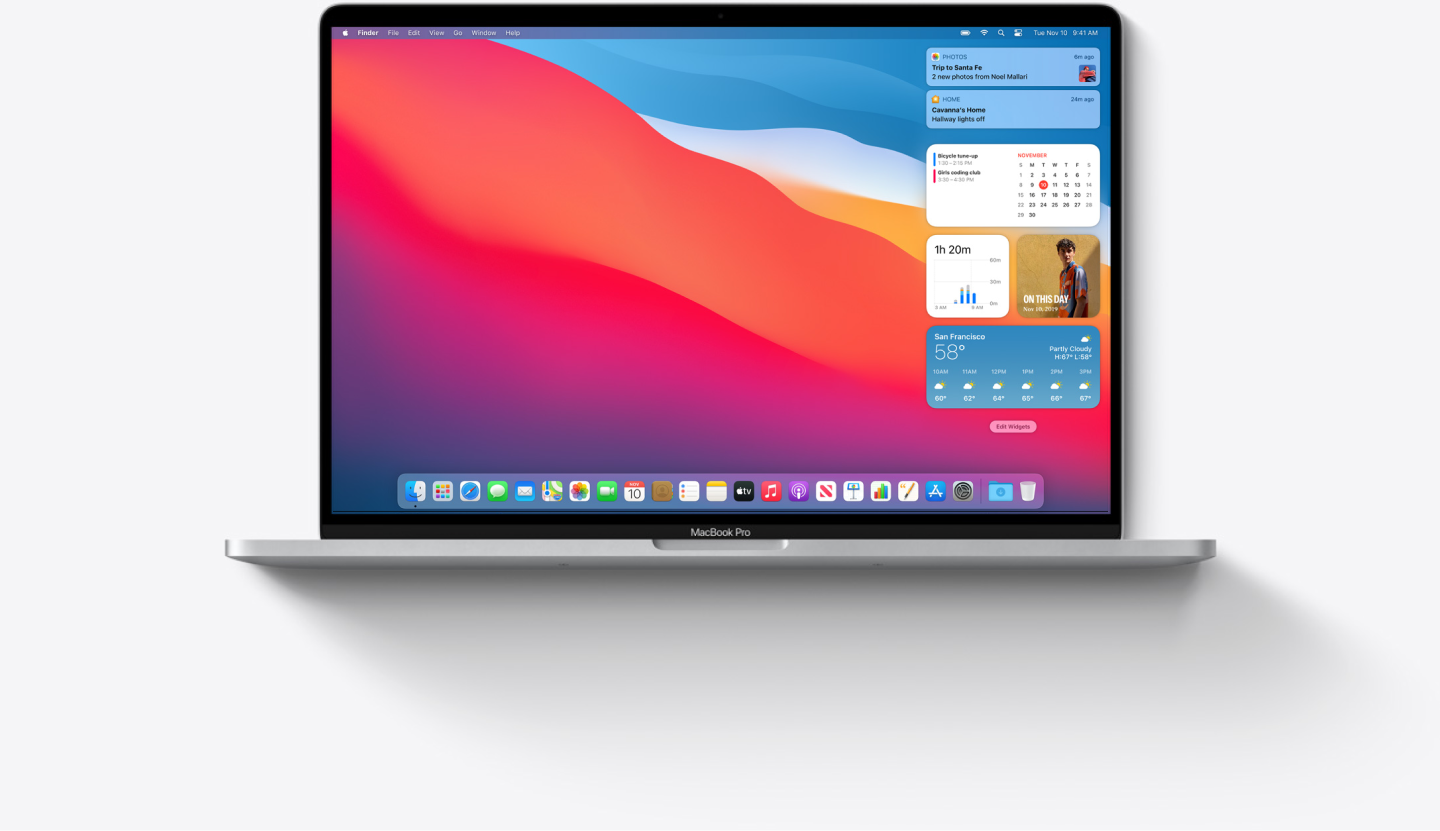 Finder File Edit View Go Window Help
Tue Nov 10 9:41 AM
PHOTOS 6m ago
Trip to Santa Fe
2 new photos from Noel Mallari
HOME 24m ago
Cavanna's Home
Hallway lights off
Bicycle tune-up
1:30 – 2:15 PM
Girls coding club
3:30 – 4:30 PM
NOVEMBER
S M T W T F S
1 2 3 4 5 6 7
8 9 10 11 12 13 14
15 16 17 18 19 20 21
22 23 24 25 26 27 28
29 30
1h 20m
60m
30m
0m
ON THIS DAY
Nov 10, 2019
San Francisco
58°
Partly Cloudy
H:67° L:58°
10AM 11AM 12PM 1PM 2PM 3PM
60° 62° 64° 65° 66° 67°
Edit Widgets
NOV
10
tv
MacBook Pro